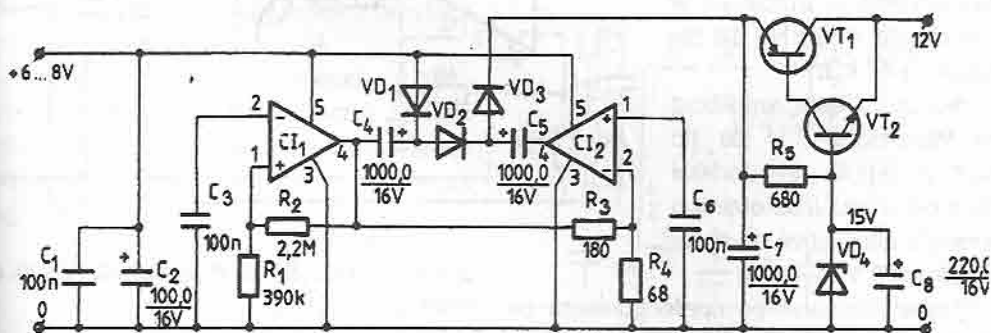 VT1
12V
+6...8V
VD1
VD2
VD3
VT2
2
5
1
3
4
CI1
C4
1000,0
16V
C5
1000,0
16V
5
1
4
CI2
3
2
R5
680
C3
100n
R2
2,2M
R1
390k
R3
180
R4
68
C6
100n
C7
1000,0
16V
15V
VD4
C8
220,0
16V
C1
100n
C2
100,0
16V
0
0